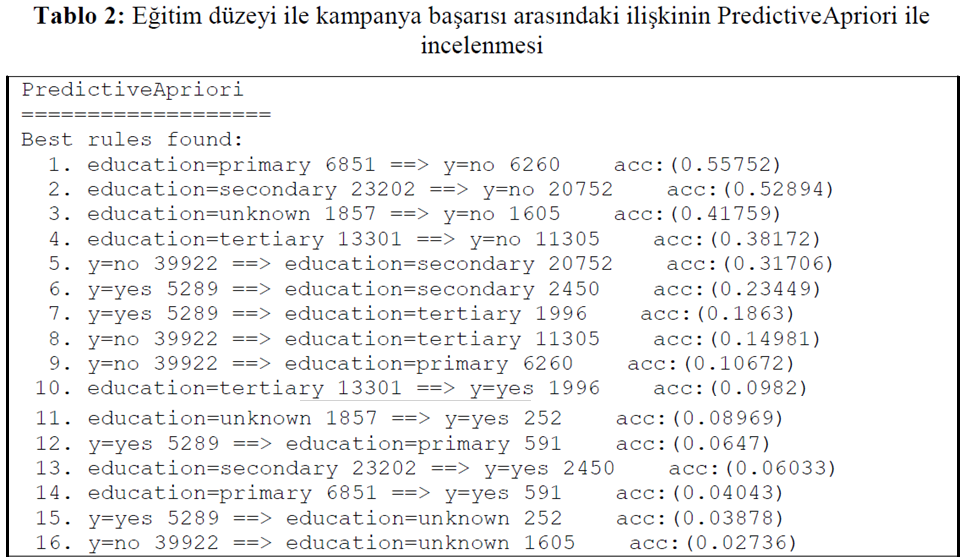 Tablo 2: Eğitim düzeyi ile kampanya başarısı arasındaki ilişkinin PredictiveApriori ile
incelenmesi
PredictiveApriori
===================
Best rules found:
1. education=primary 6851 ==> y=no 6260 acc:(0.55752)
2. education=secondary 23202 ==> y=no 20752 acc:(0.52894)
3. education=unknown 1857 ==> y=no 1605 acc:(0.41759)
4. education=tertiary 13301 ==> y=no 11305 acc:(0.38172)
5. y=no 39922 ==> education=secondary 20752 acc:(0.31706)
6. y=yes 5289 ==> education=secondary 2450 acc:(0.23449)
7. y=yes 5289 ==> education=tertiary 1996 acc:(0.1863)
8. y=no 39922 ==> education=tertiary 11305 acc:(0.14981)
9. y=no 39922 ==> education=primary 6260 acc:(0.10672)
10. education=tertiary 13301 ==> y=yes 1996 acc:(0.0982)
11. education=unknown 1857 ==> y=yes 252 acc:(0.08969)
12. y=yes 5289 ==> education=primary 591 acc:(0.0647)
13. education=secondary 23202 ==> y=yes 2450 acc:(0.06033)
14. education=primary 6851 ==> y=yes 591 acc:(0.04043)
15. y=yes 5289 ==> education=unknown 252 acc:(0.03878)
16. y=no 39922 ==> education=unknown 1605 acc:(0.02736)